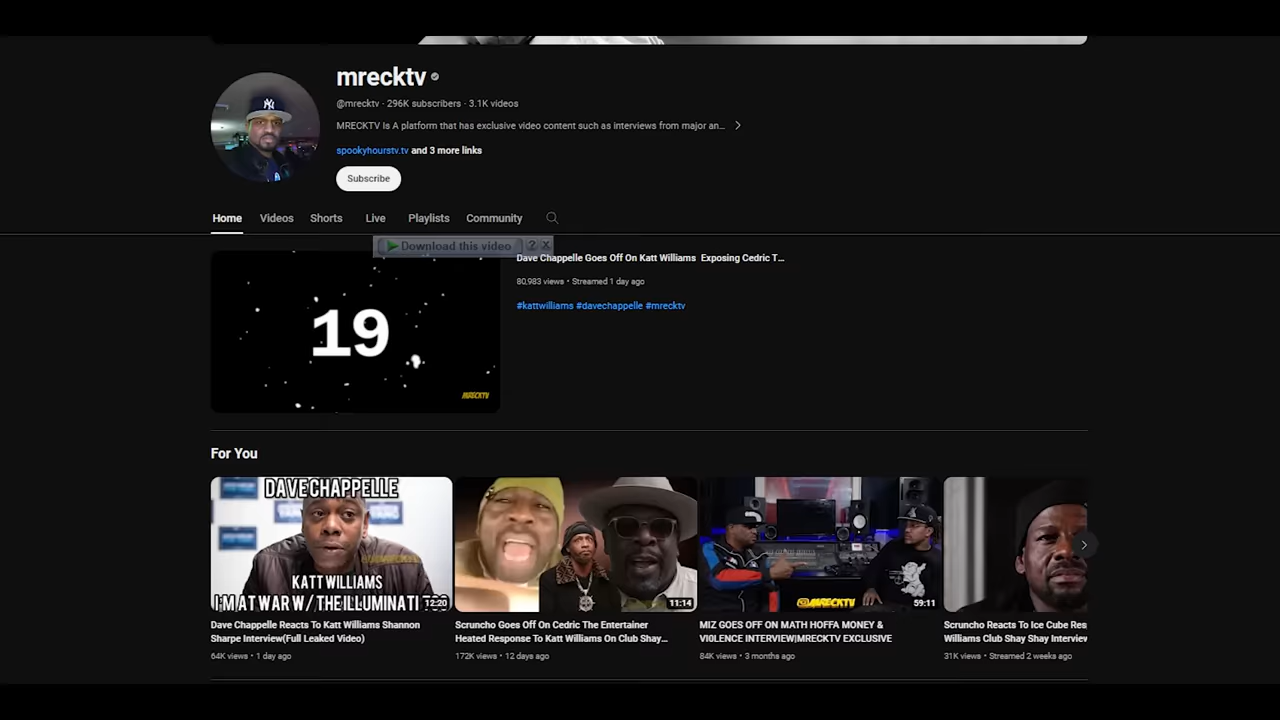 mrecktv
@mrecktv · 296K subscribers · 3.1K videos
MRECKTV Is A platform that has exclusive video content such as interviews from major an...
spookyhourstv.tv and 3 more links
Subscribe
Home Videos Shorts Live Playlists Community
Download this video ? x
Dave Chappelle Goes Off On Katt Williams Exposing Cedric T...
80,983 views • Streamed 1 day ago
#kattwilliams #davechappelle #mrecktv
19
MRECKTV
For You
DAVE CHAPPELLE
KATT WILLIAMS
I'M AT WAR W/ THE ILLUMINATI
12:20
11:14
@MRECKTV
59:11
Dave Chappelle Reacts To Katt Williams Shannon
Sharpe Interview(Full Leaked Video)
64K views • 1 day ago
Scruncho Goes Off On Cedric The Entertainer
Heated Response To Katt Williams On Club Shay...
172K views • 12 days ago
MIZ GOES OFF ON MATH HOFFA MONEY &
VI0LENCE INTERVIEW|MRECKTV EXCLUSIVE
84K views • 3 months ago
Scruncho Reacts To Ice Cube Res
Williams Club Shay Shay Interview
31K views • Streamed 2 weeks ago